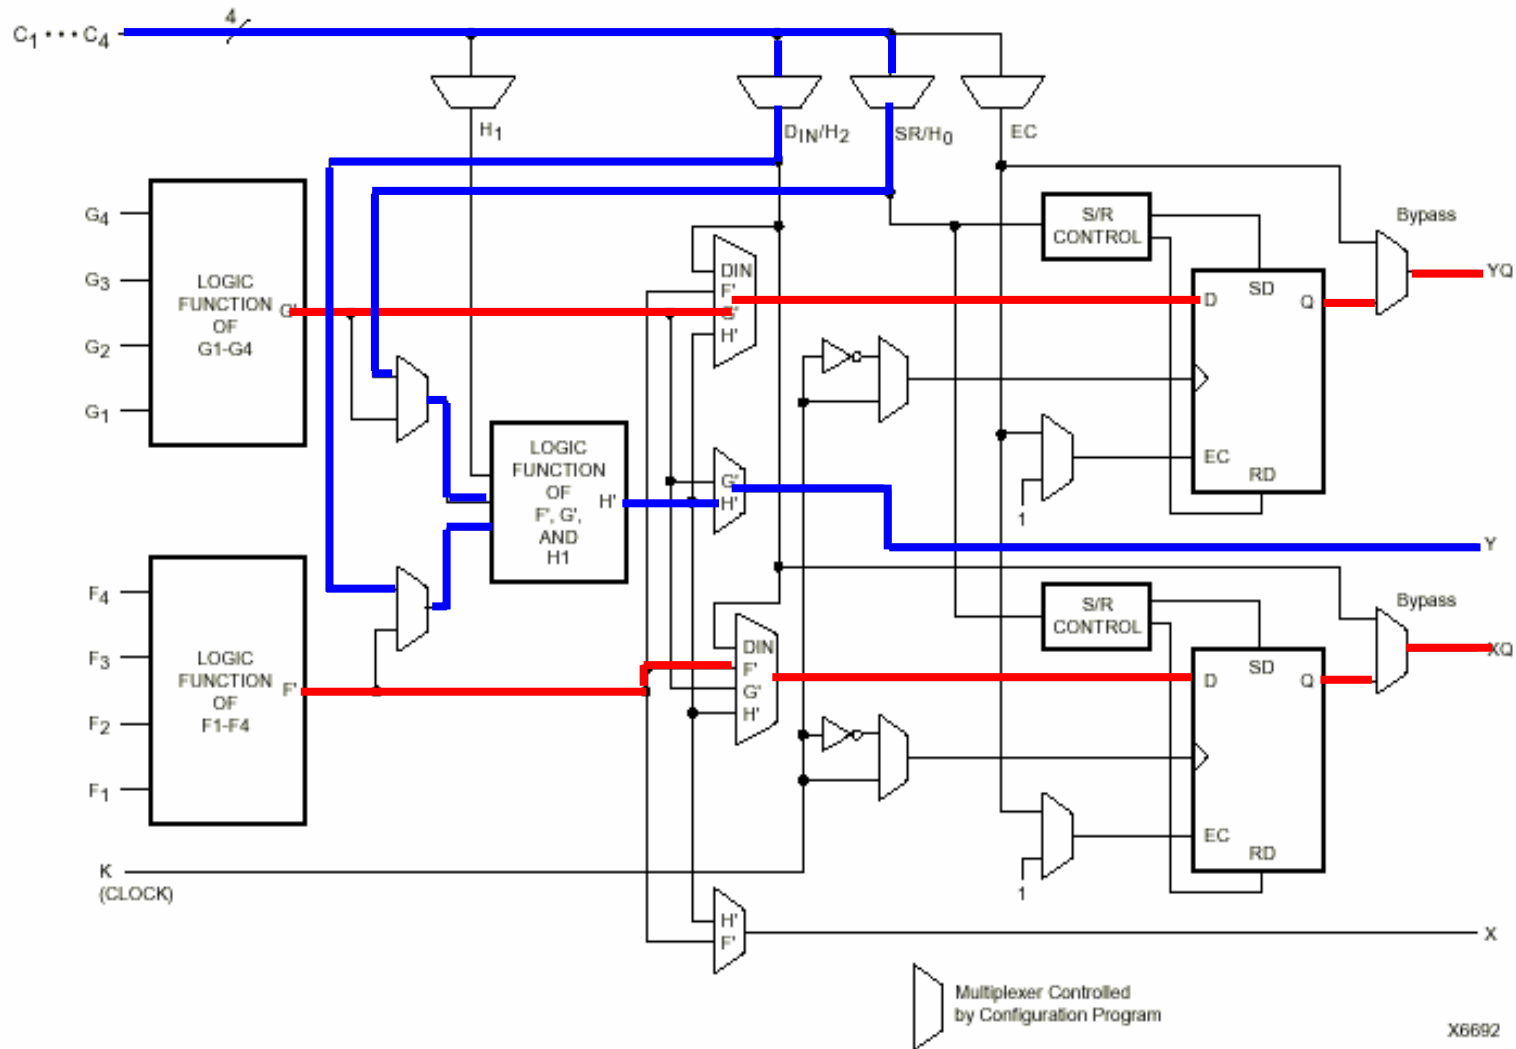 4
C1 • • • C4
H1
DIN/H2
SR/H0
EC
G4
G3
G2
G1
LOGIC
FUNCTION
OF
G1-G4
G'
DIN
F'
G'
H'
S/R
CONTROL
Bypass
D
SD
Q
YQ
EC
RD
1
LOGIC
FUNCTION
OF
F', G',
AND
H1
H'
G'
H'
Y
F4
F3
F2
F1
LOGIC
FUNCTION
OF
F1-F4
F'
DIN
F'
G'
H'
S/R
CONTROL
Bypass
D
SD
Q
XQ
EC
RD
1
K
(CLOCK)
H'
F'
X
Multiplexer Controlled
by Configuration Program
X6692